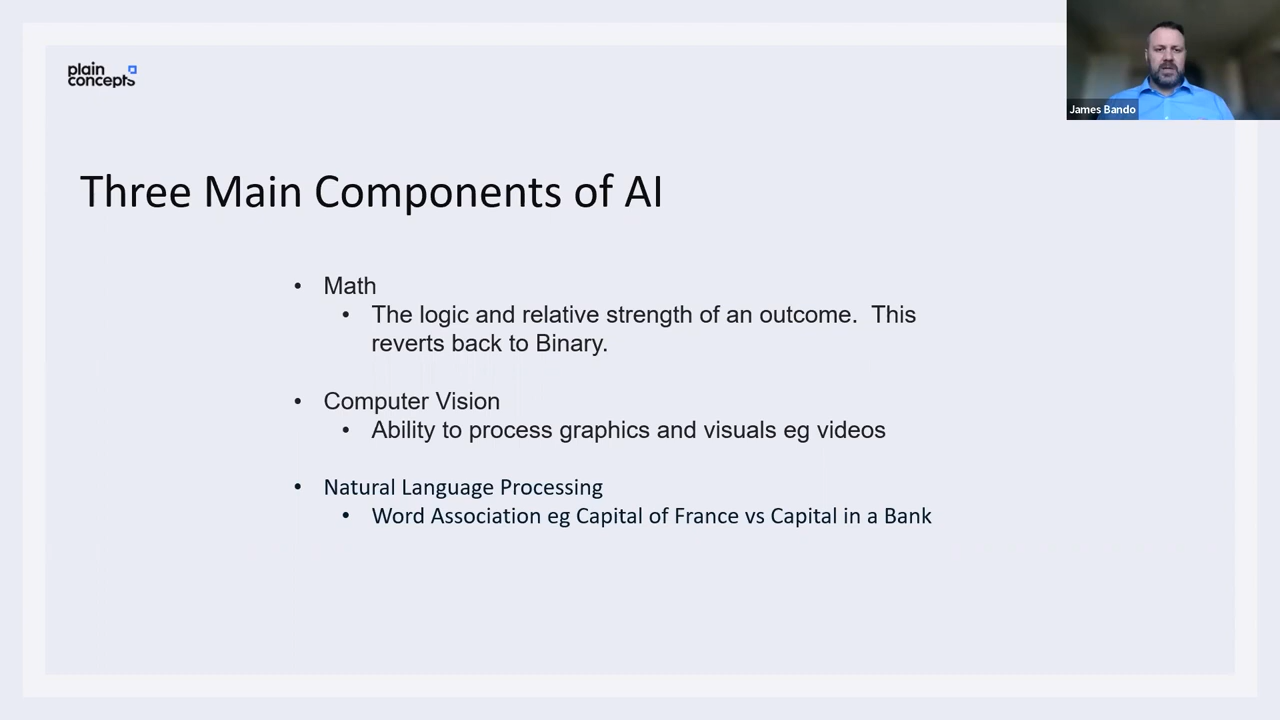 plain
concepts
James Bando
Three Main Components of AI
• Math
• The logic and relative strength of an outcome.  This
reverts back to Binary.
• Computer Vision
• Ability to process graphics and visuals eg videos
• Natural Language Processing
• Word Association eg Capital of France vs Capital in a Bank